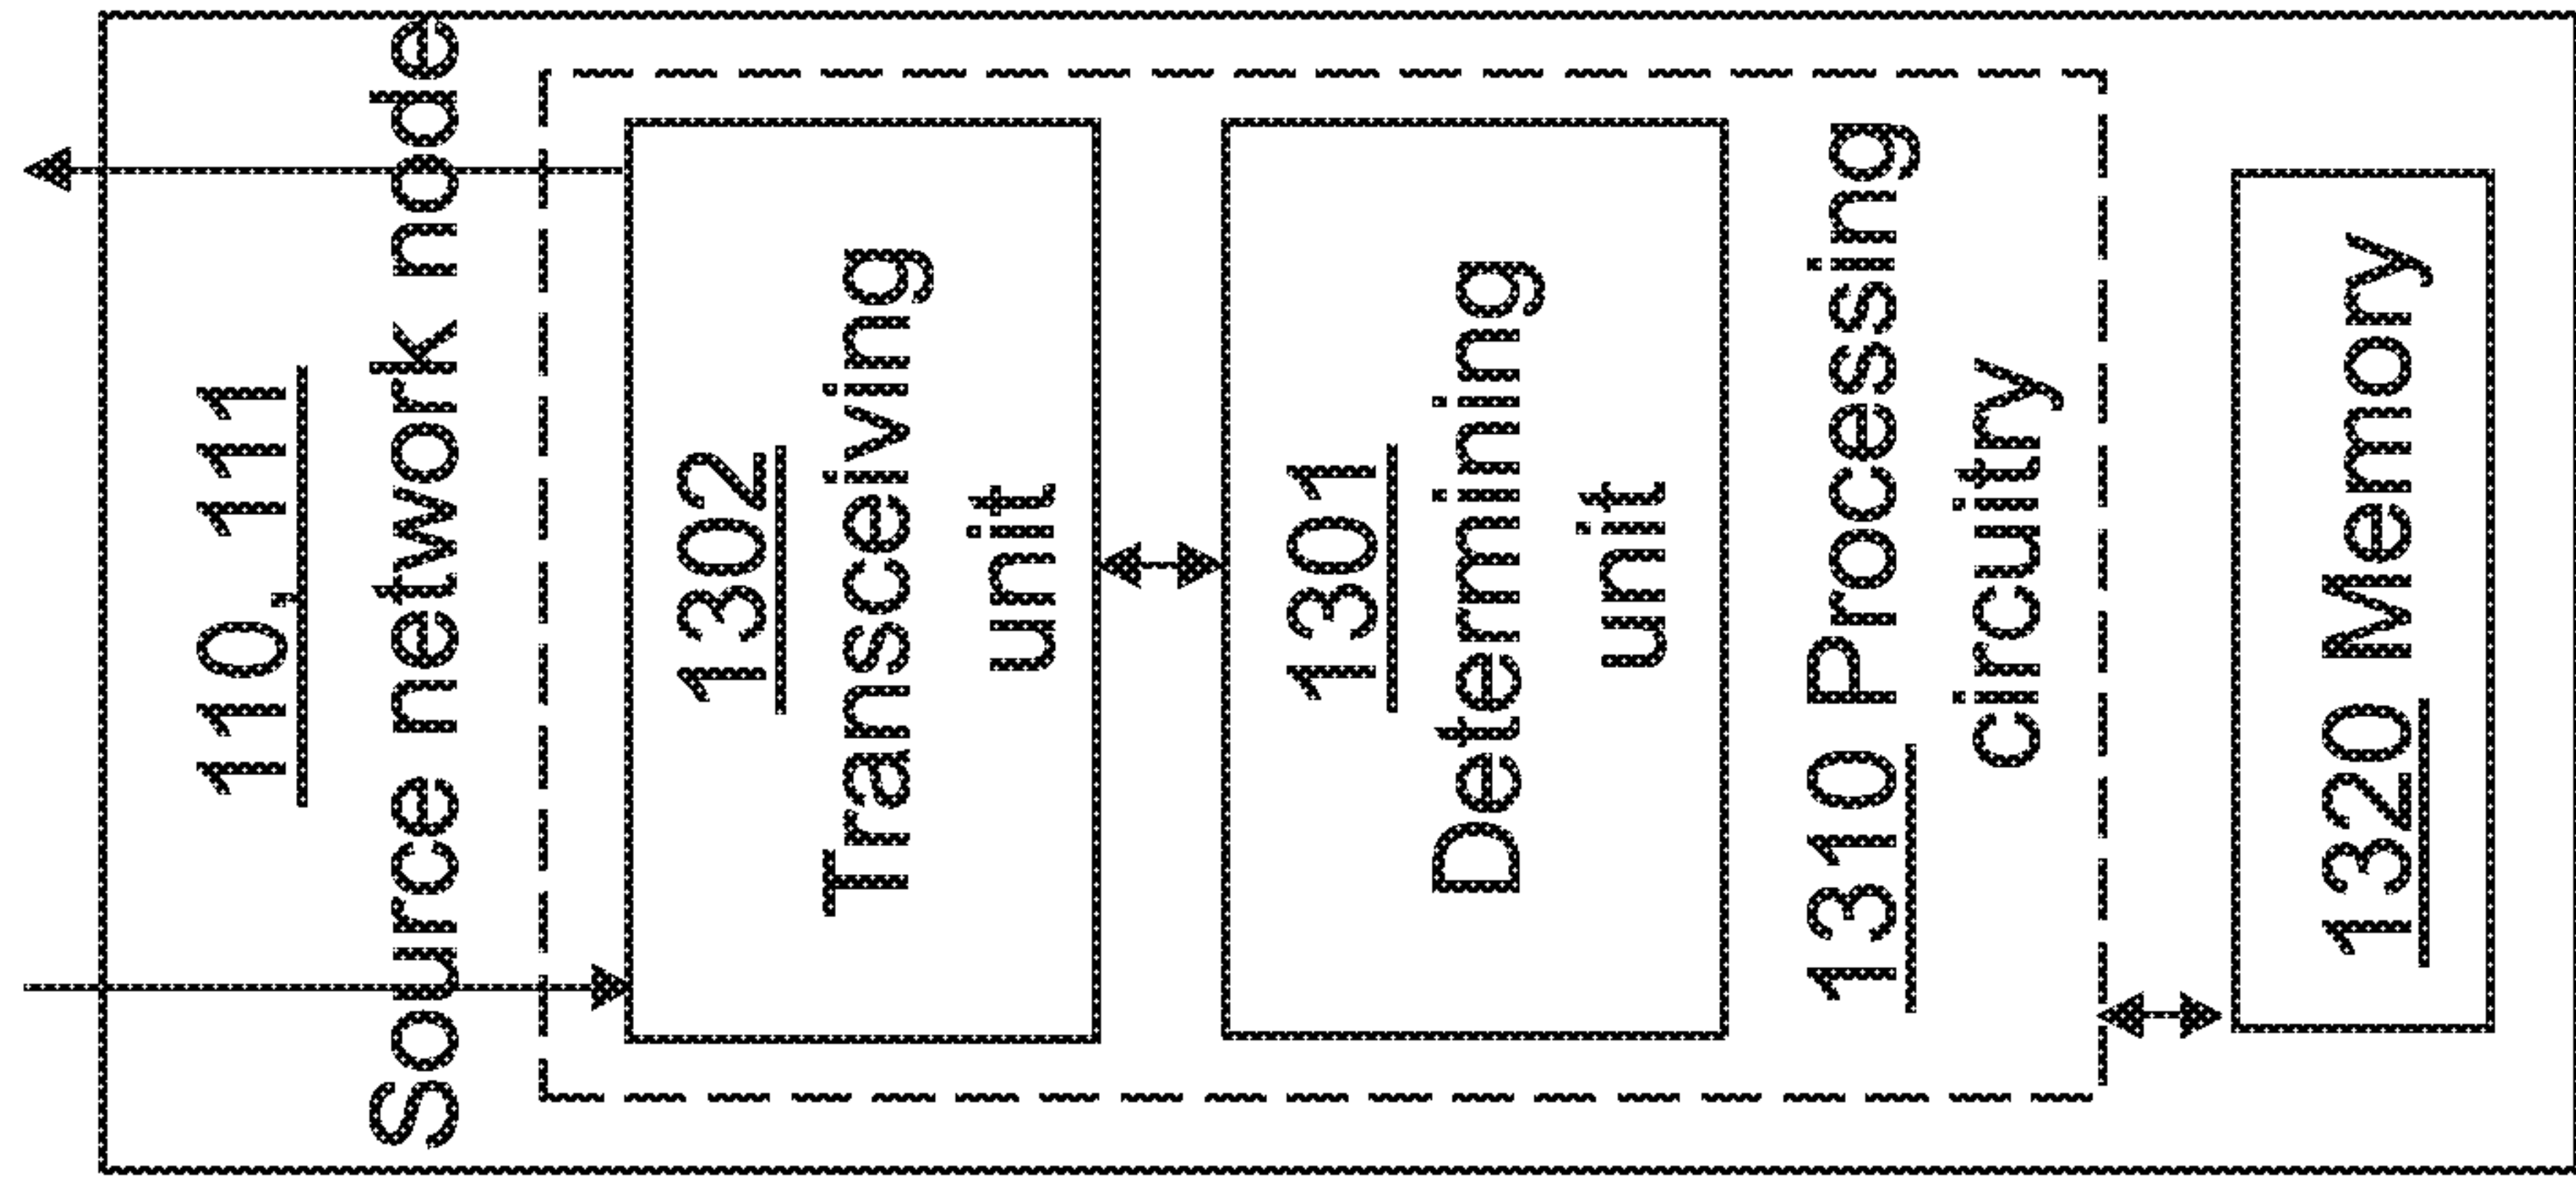 110, 111
Source network node
1302
Transceiving
unit
1301
Determining
unit
1310 Processing
circuitry
1320 Memory